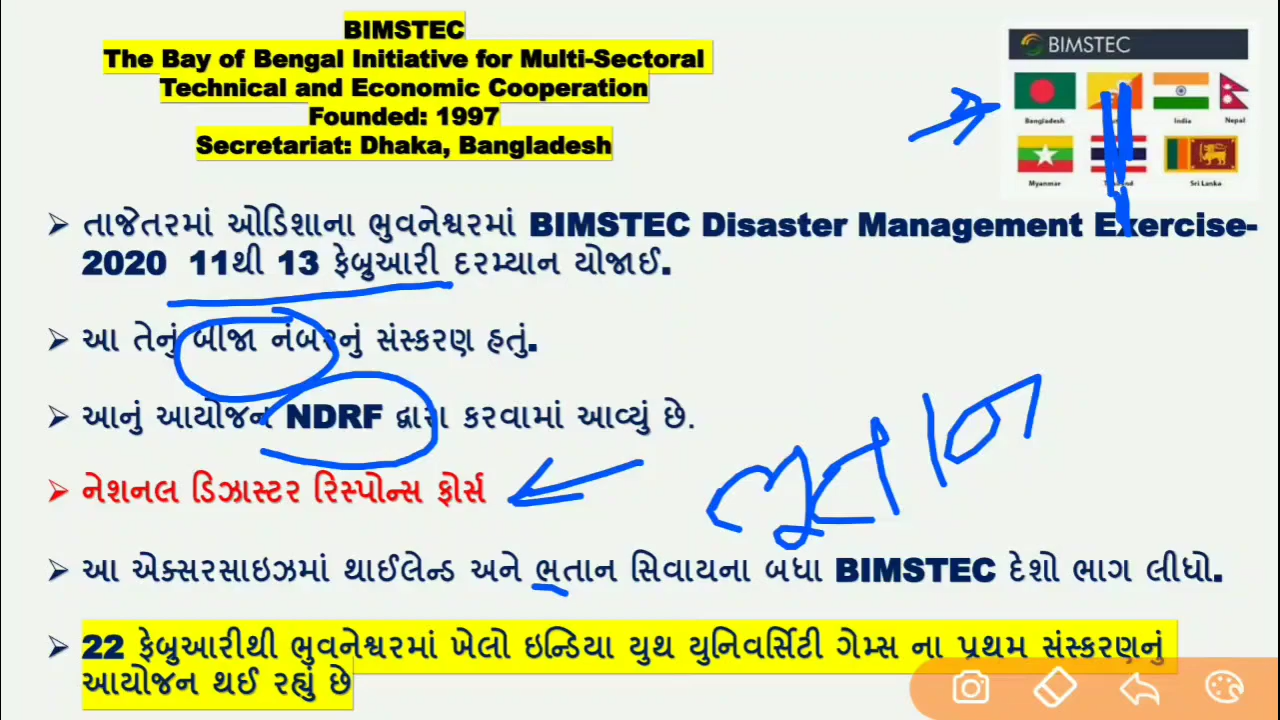 BIMSTEC
The Bay of Bengal Initiative for Multi-Sectoral
Technical and Economic Cooperation
Founded: 1997
Secretariat: Dhaka, Bangladesh
BIMSTEC
Bangladesh India Nepal
Myanmar Sri Lanka
➢ તાજેતરમાં ઓડિશાના ભુવનેશ્વરમાં BIMSTEC Disaster Management Exercise-
2020 11થી 13 ફેબ્રુઆરી દરમ્યાન યોજાઈ.
➢ આ તેનું બીજા નંબરનું સંસ્કરણ હતું.
➢ આનું આયોજન NDRF દ્વારા કરવામાં આવ્યું છે.
➢ નેશનલ ડિઝાસ્ટર રિસ્પોન્સ ફોર્સ
ભુતાન
➢ આ એક્સરસાઇઝમાં થાઈલેન્ડ અને ભતાન સિવાયના બધા BIMSTEC દેશો ભાગ લીધો.
➢ 22 ફેબ્રુઆરીથી ભુવનેશ્વરમાં ખેલો ઇન્ડિયા યુથ યુનિવર્સિટી ગેમ્સ ના પ્રથમ સંસ્કરણનું
આયોજન થઈ રહ્યું છે